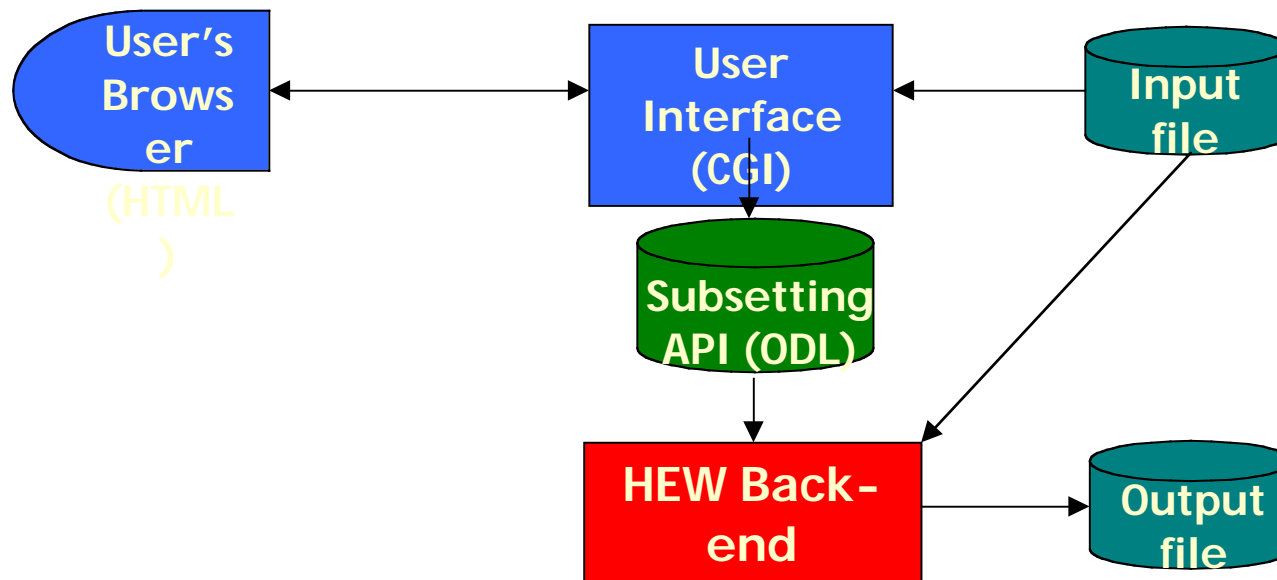 User’s
Brows
er
(HTML
)
User
Interface
(CGI)
Input
file
Subsetting
API (ODL)
HEW Back-
end
Output
file